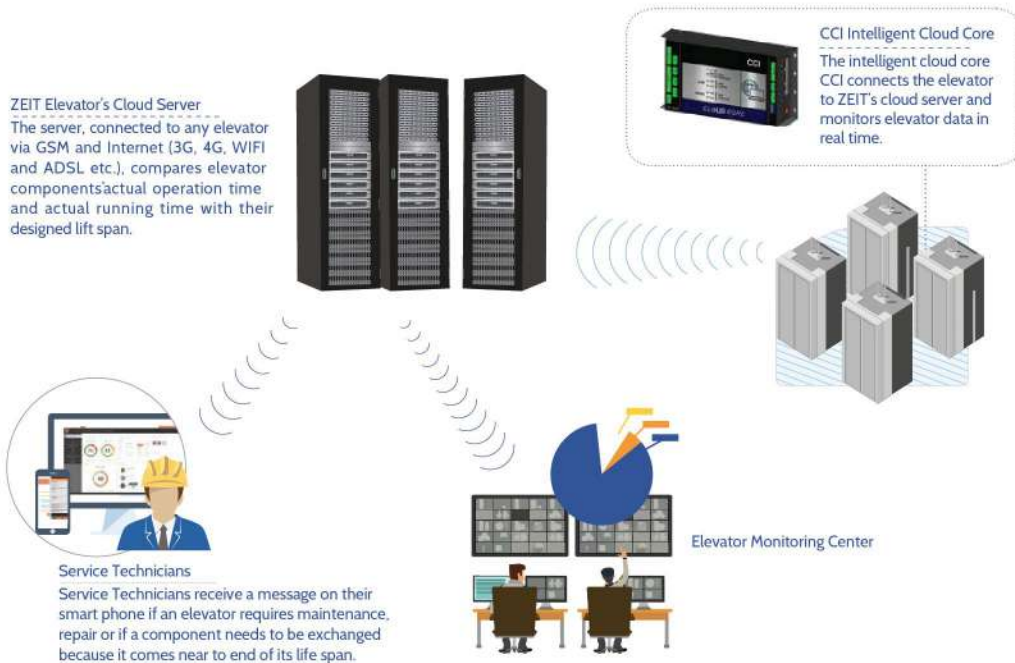 CCI Intelligent Cloud Core
The intelligent cloud core
CCI connects the elevator
to ZEIT's cloud server and
monitors elevator data in
real time.
CCI
ZEIT Elevator's Cloud Server
The server, connected to any elevator
via GSM and Internet (3G, 4G, WIFI
and ADSL etc.), compares elevator
components'actual operation time
and actual running time with their
designed lift span.
Elevator Monitoring Center
Service Technicians
Service Technicians receive a message on their
smart phone if an elevator requires maintenance,
repair or if a component needs to be exchanged
because it comes near to end of its life span.